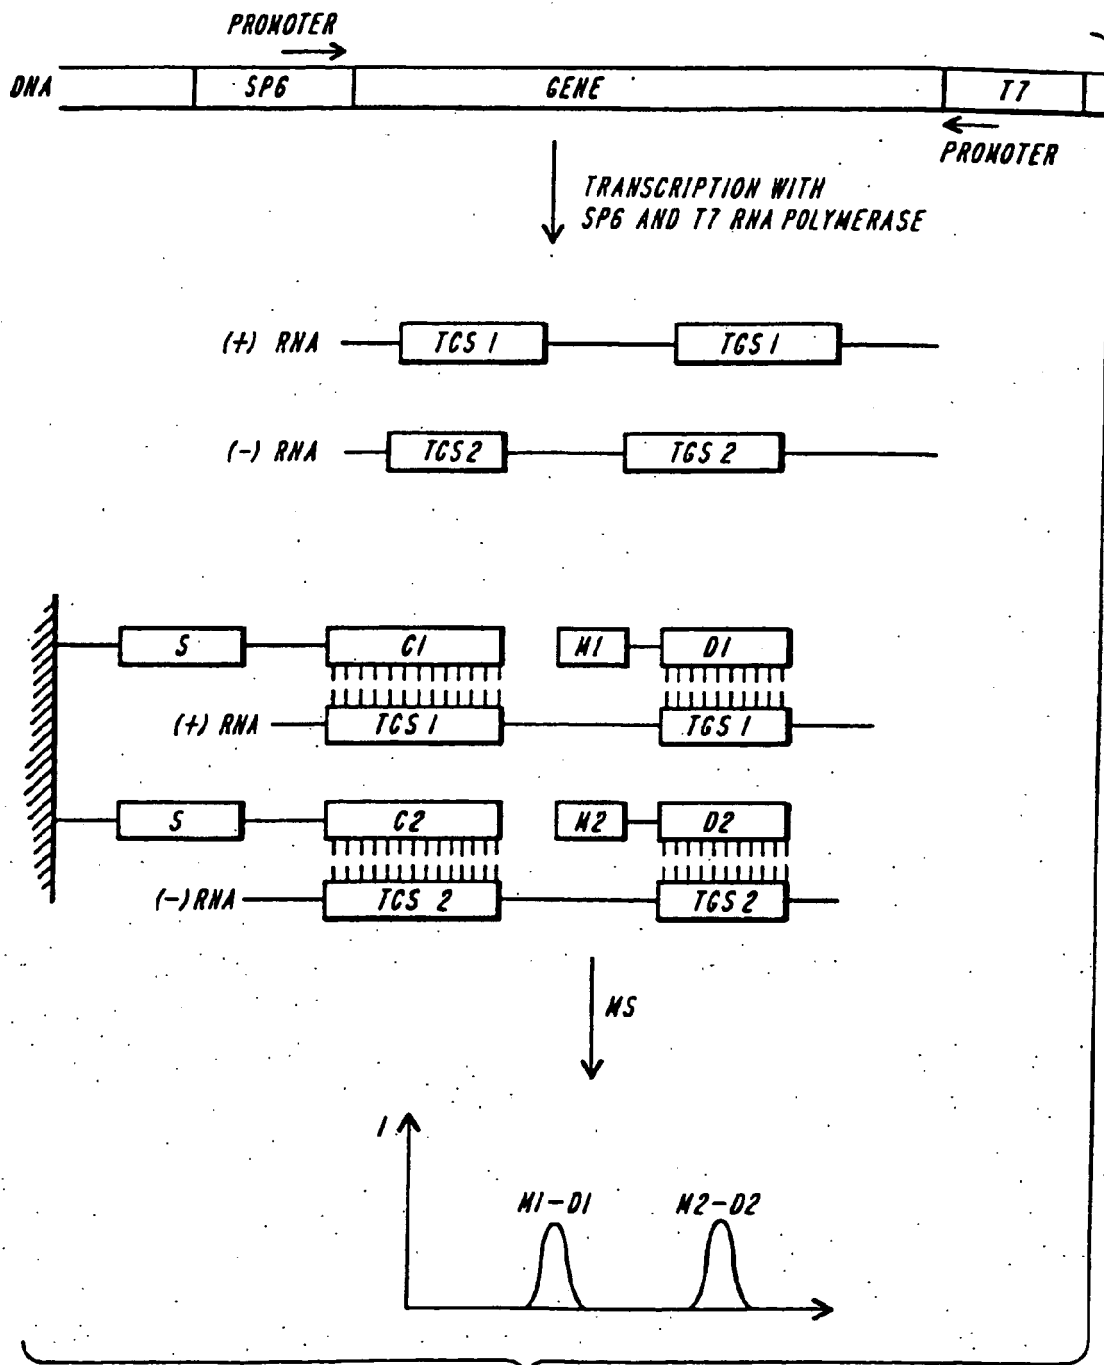 PROMOTER
DNA SP6 GENE T7
PROMOTER
TRANSCRIPTION WITH
SP6 AND T7 RNA POLYMERASE
(+) RNA TCS 1 TGS 1
(-) RNA TCS 2 TGS 2
S C1 M1 D1
(+) RNA TCS 1 TGS 1
S C2 M2 D2
(-) RNA TCS 2 TGS 2
MS
I
M1-D1 M2-D2